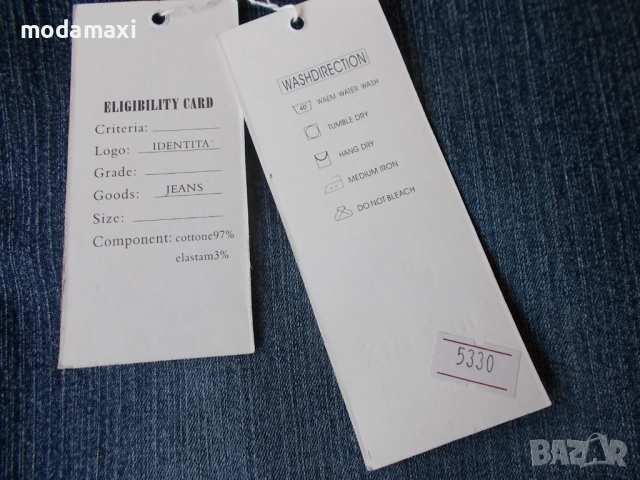 modamaxi
ELIGIBILITY CARD
Criteria:
Logo: IDENTITA'
Grade:
Goods: JEANS
Size:
Component: cottone97%
elastam3%
WASHDIRECTION
40 WAEM WATER WASH
TUMBLE DRY
HANG DRY
MEDIUM IRON
DO NOT BLEACH
5330
BAZAR